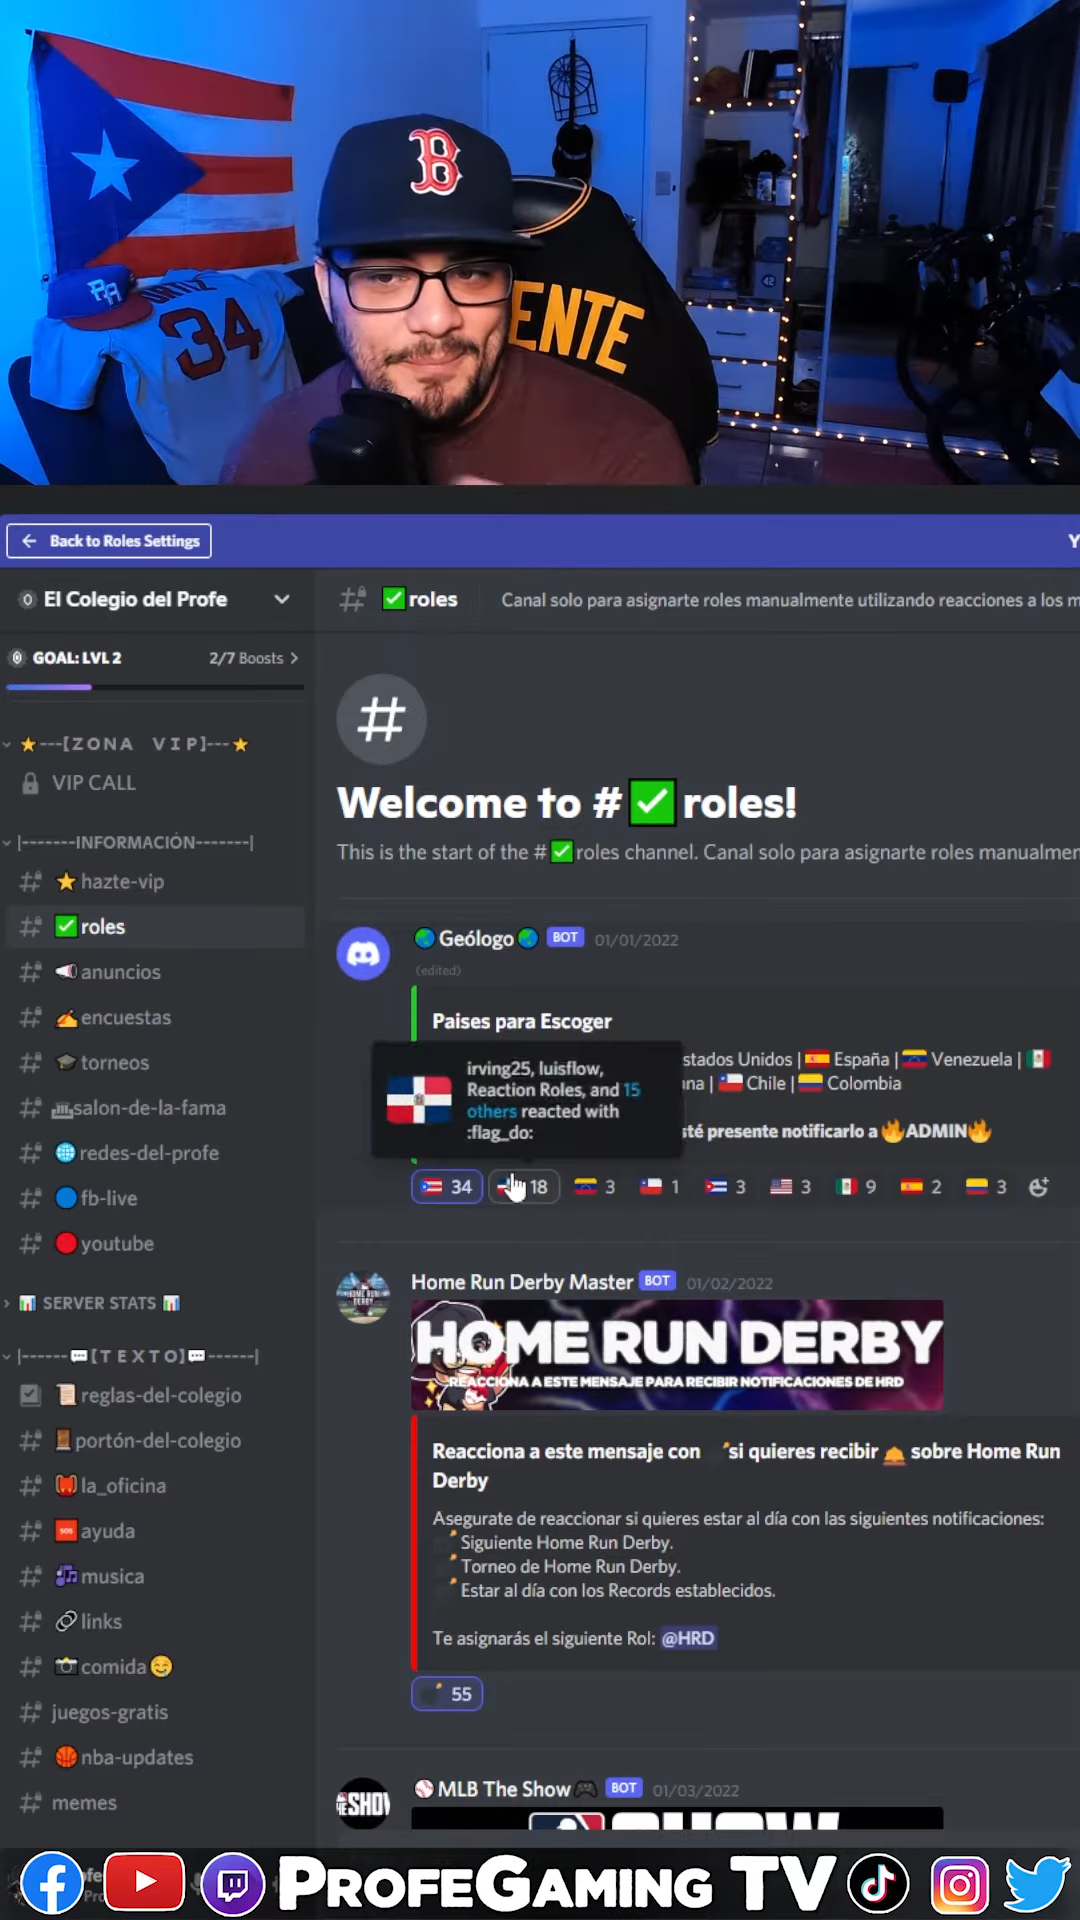 B
PR
ORTIZ
34
ENTE
42
Back to Roles Settings
Y
El Colegio del Profe
✅roles
Canal solo para asignarte roles manualmente utilizando reacciones a los m
GOAL: LVL 2
2/7 Boosts
⭐---[ZONA VIP]---⭐
VIP CALL
|-------INFORMACIÓN-------|
⭐hazte-vip
✅roles
📢anuncios
✍️encuestas
🎓torneos
🏛️salon-de-la-fama
🌐redes-del-profe
🔵fb-live
🔴youtube
📊 SERVER STATS 📊
|------💬[TEXTO]💬------|
📜reglas-del-colegio
🚪portón-del-colegio
la_oficina
🆘ayuda
🎶musica
🔗links
📷comida🤤
juegos-gratis
🏀nba-updates
memes
#
Welcome to #✅roles!
This is the start of the #✅roles channel. Canal solo para asignarte roles manualmen
🌎Geólogo🌎 BOT 01/01/2022
(edited)
Paises para Escoger
stados Unidos | 🇪🇸 España | 🇻🇪 Venezuela | 🇲🇽
na | 🇨🇱 Chile | 🇨🇴 Colombia
sté presente notificarlo a 🔥ADMIN🔥
irving25, luisflow,
Reaction Roles, and 15
others reacted with
:flag_do:
34 18 3 1 3 3 9 2 3
Home Run Derby Master BOT 01/02/2022
HOME RUN DERBY
HOME RUN DERBY
REACCIONA A ESTE MENSAJE PARA RECIBIR NOTIFICACIONES DE HRD
Reacciona a este mensaje con si quieres recibir 🛎️ sobre Home Run
Derby
Asegurate de reaccionar si quieres estar al día con las siguientes notificaciones:
Siguiente Home Run Derby.
Torneo de Home Run Derby.
Estar al día con los Records establecidos.
Te asignarás el siguiente Rol: @HRD
55
⚾MLB The Show🎮 BOT 01/03/2022
HE SHO
SHOW
PROFEGAMING TV